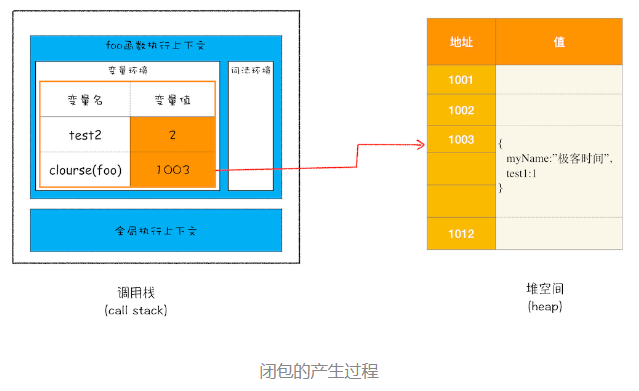 foo函数执行上下文
变量环境
词法环境
变量名 变量值
test2 2
clourse(foo) 1003
全局执行上下文
调用栈
(call stack)
地址 值
1001
1002
1003
{
myName:"极客时间",
test1:1
}
1012
堆空间
(heap)
闭包的产生过程